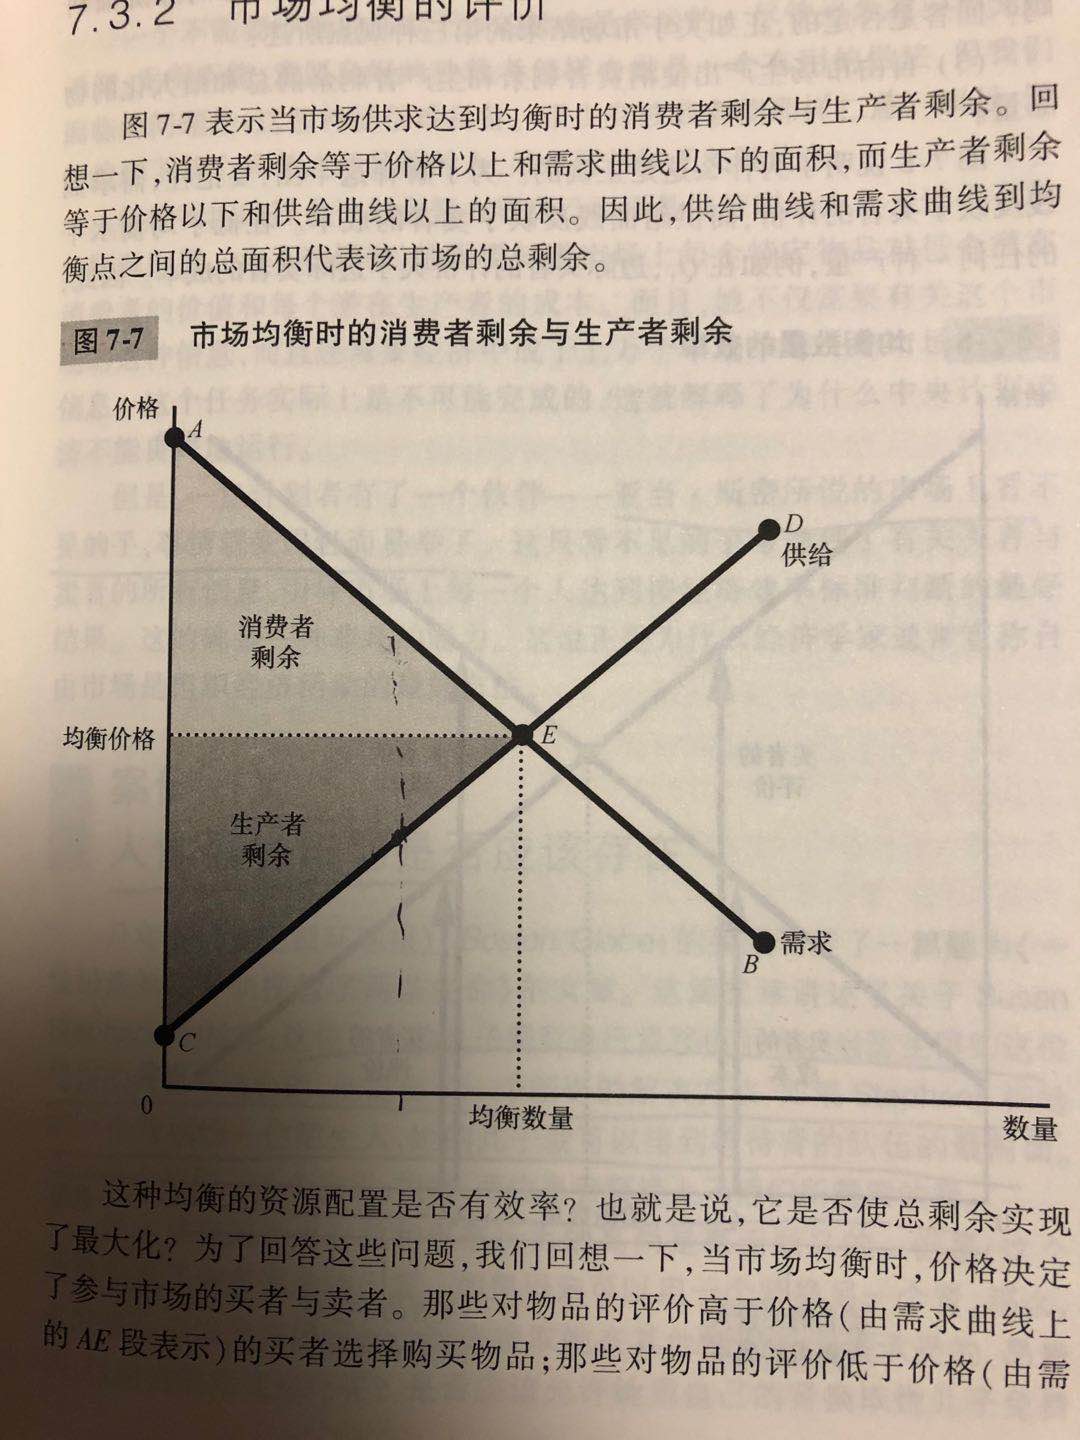 7.3.2 市场均衡的评价
图7-7表示当市场供求达到均衡时的消费者剩余与生产者剩余。回
想一下,消费者剩余等于价格以上和需求曲线以下的面积,而生产者剩余
等于价格以下和供给曲线以上的面积。因此,供给曲线和需求曲线到均
衡点之间的总面积代表该市场的总剩余。
图7-7 市场均衡时的消费者剩余与生产者剩余
价格
A
D
供给
消费者
剩余
均衡价格
E
生产者
剩余
需求
B
C
0
均衡数量
数量
这种均衡的资源配置是否有效率?也就是说,它是否使总剩余实现
了最大化?为了回答这些问题,我们回想一下,当市场均衡时,价格决定
了参与市场的买者与卖者。那些对物品的评价高于价格(由需求曲线上
的AE段表示)的买者选择购买物品;那些对物品的评价低于价格(由需